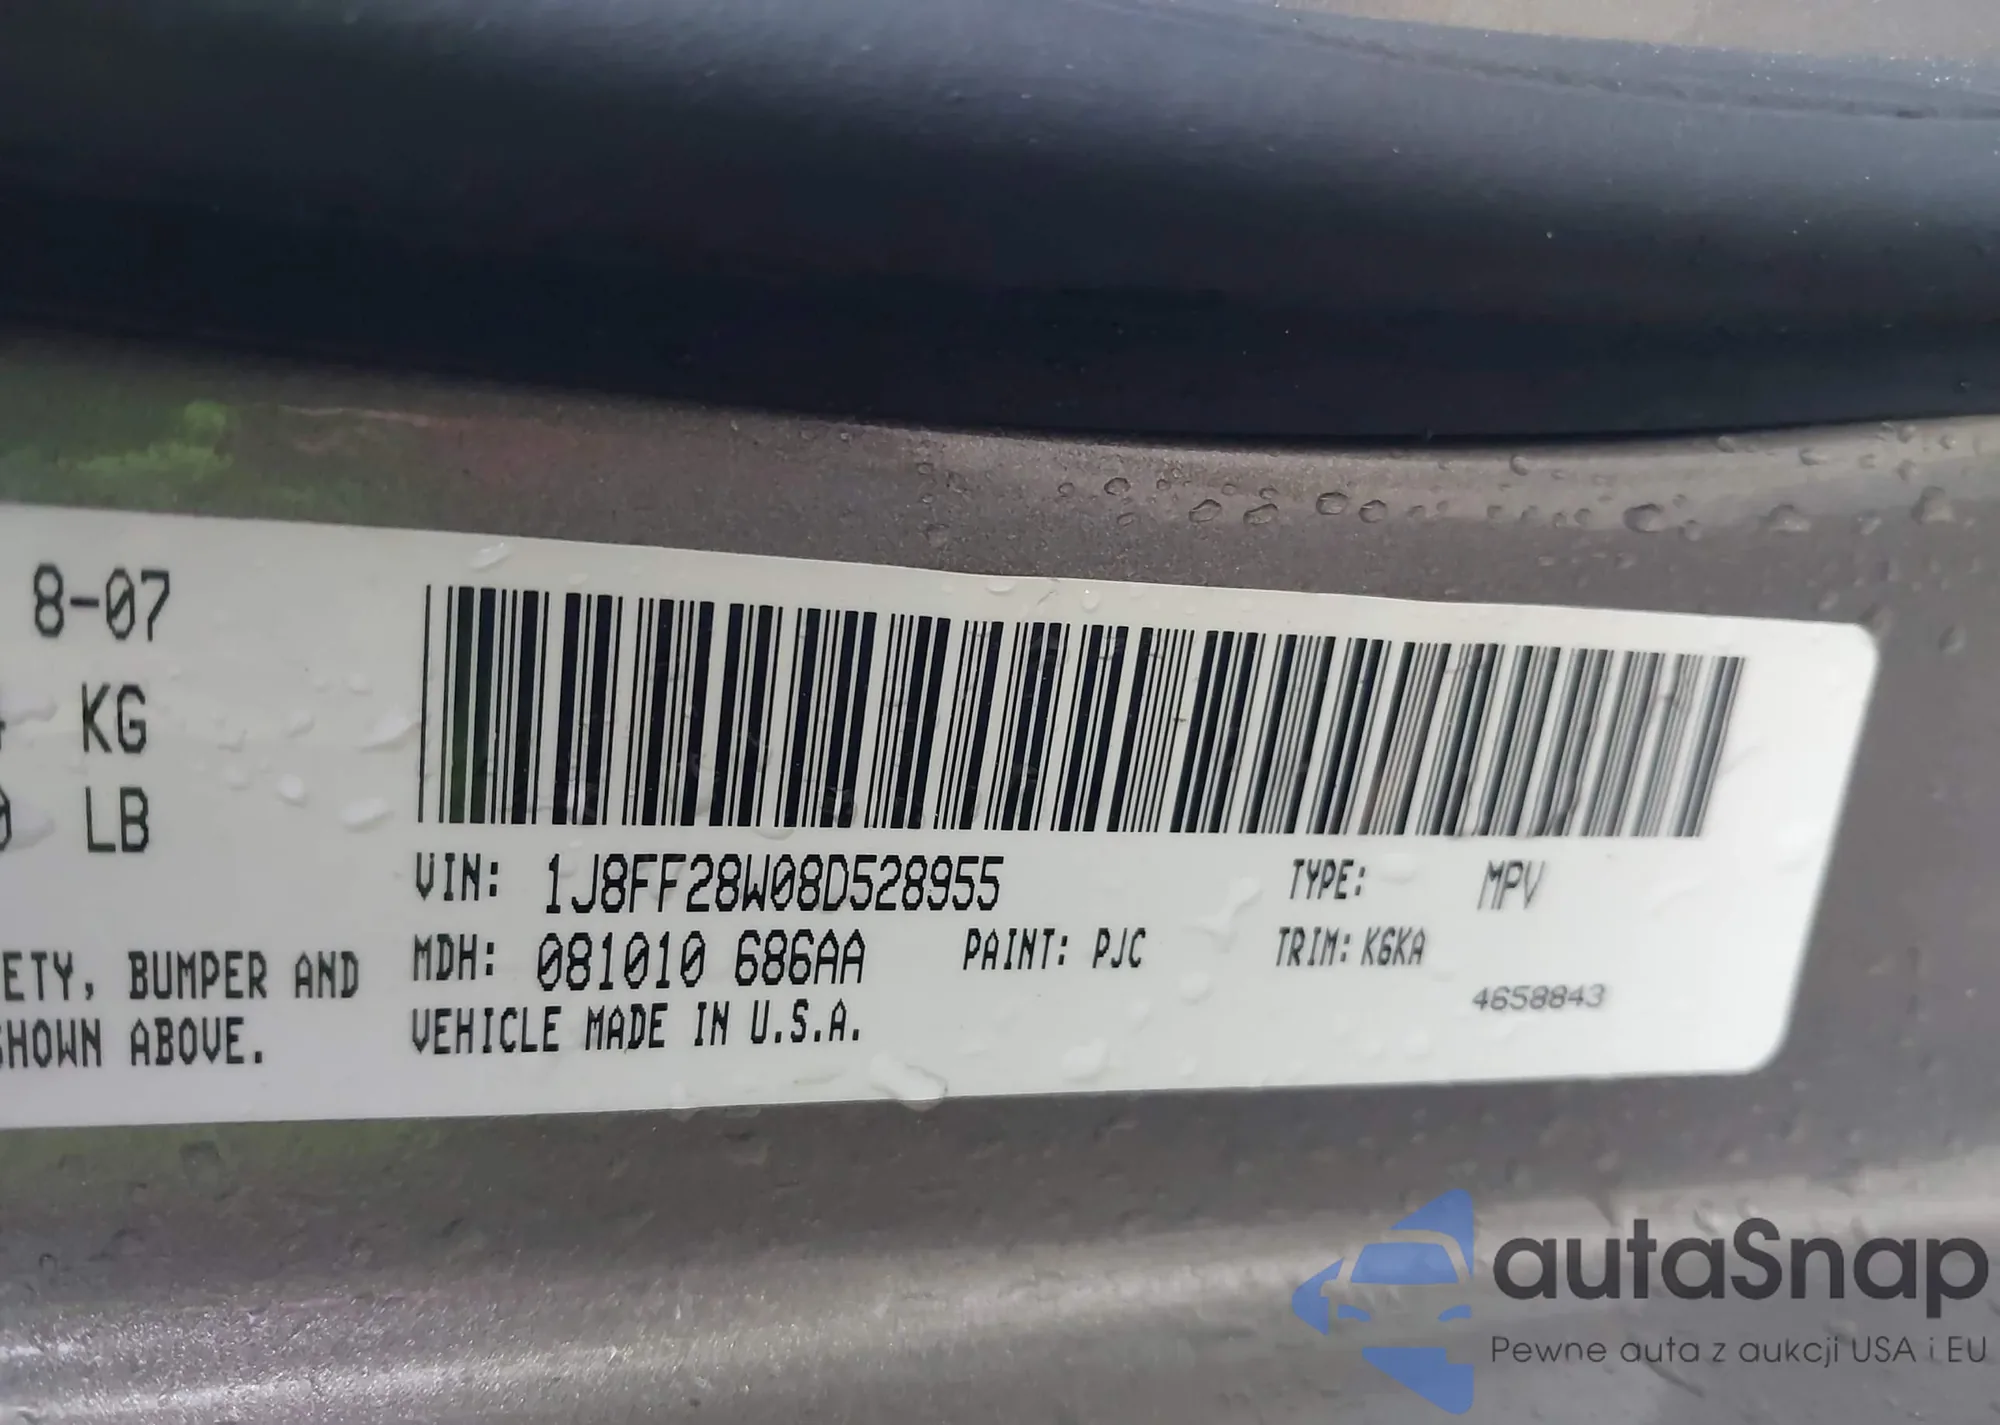 8-07
KG
LB
VIN: 1J8FF28W08D528955 TYPE: MPV
ETY, BUMPER AND MDH: 081010 686AA PAINT: PJC TRIM: K6KA
4658843
HOWN ABOVE. VEHICLE MADE IN U.S.A.
autaSnap
Pewne auta z aukcji USA i EU